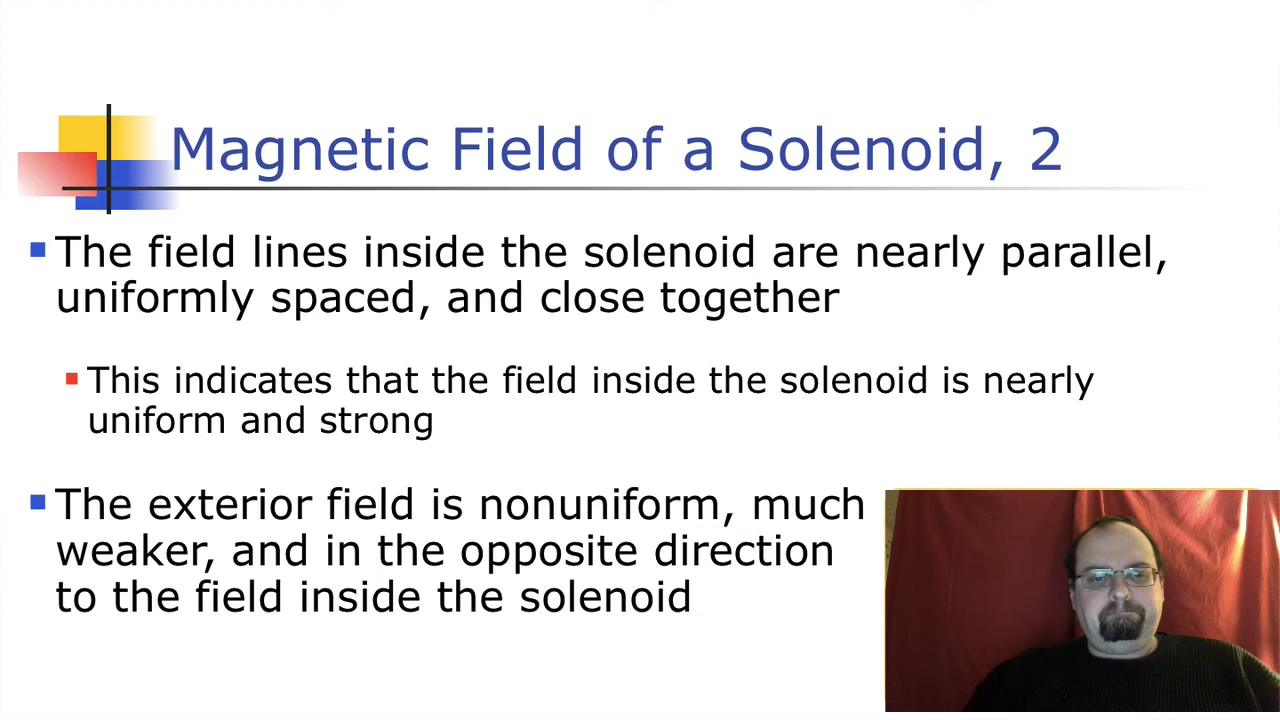 Magnetic Field of a Solenoid, 2
The field lines inside the solenoid are nearly parallel,
uniformly spaced, and close together
This indicates that the field inside the solenoid is nearly
uniform and strong
The exterior field is nonuniform, much
weaker, and in the opposite direction
to the field inside the solenoid